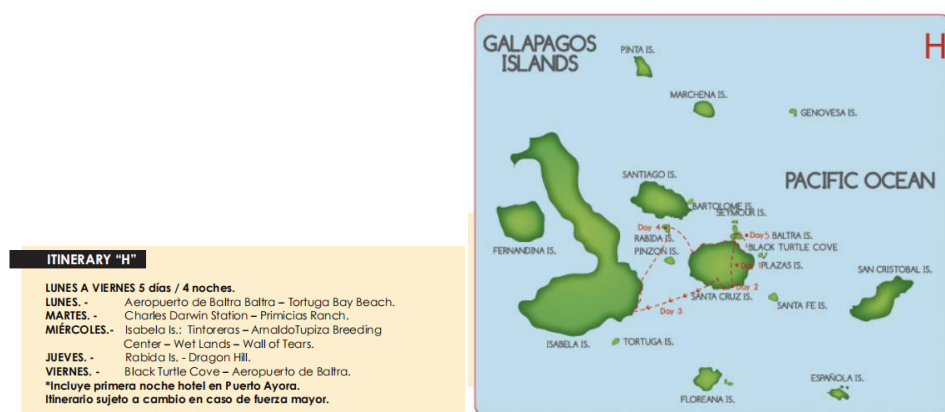 ITINERARY "H"
LUNES A VIERNES 5 días / 4 noches.
LUNES. - Aeropuerto de Baltra Baltra – Tortuga Bay Beach.
MARTES. - Charles Darwin Station – Primicias Ranch.
MIÉRCOLES.- Isabela Is.: Tintoreras – ArnaldoTupiza Breeding
Center – Wet Lands – Wall of Tears.
JUEVES. - Rabida Is. - Dragon Hill.
VIERNES. - Black Turtle Cove – Aeropuerto de Baltra.
*Incluye primera noche hotel en Puerto Ayora.
Itinerario sujeto a cambio en caso de fuerza mayor.
GALAPAGOS
ISLANDS
H
PINTA IS.
MARCHENA IS.
GENOVESA IS.
PACIFIC OCEAN
SANTIAGO IS.
BARTOLOME IS.
SEYMOUR IS.
Day 4
RABIDA IS.
Day 5 BALTRA IS.
FERNANDINA IS.
PINZON IS.
BLACK TURTLE COVE
PLAZAS IS.
SAN CRISTOBAL IS.
Day 2
SANTA CRUZ IS.
SANTA FE IS.
Day 3
ISABELA IS.
TORTUGA IS.
FLOREANA IS.
ESPAÑOLA IS.